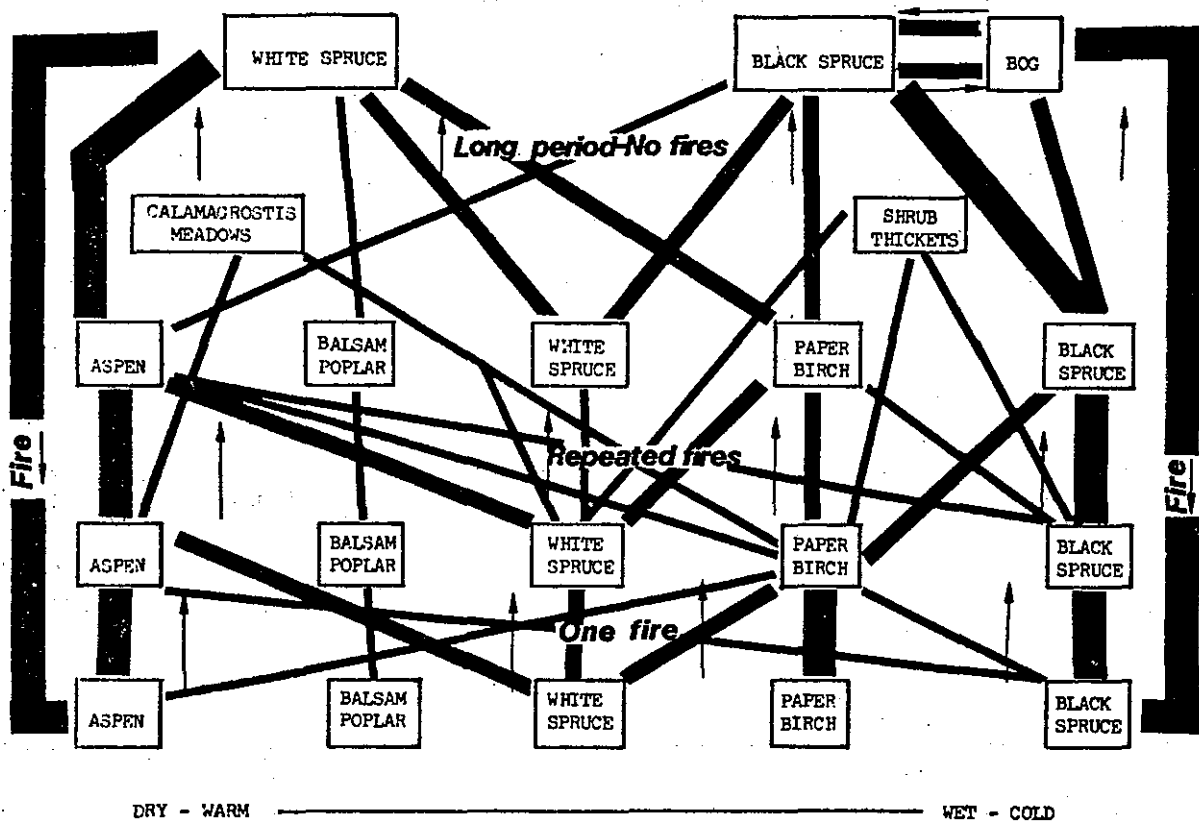 WHITE SPRUCE
BLACK SPRUCE
BOG
Long period-No fires
CALAMAGROSTIS
MEADOWS
SHRUB
THICKETS
ASPEN
BALSAM
POPLAR
WHITE
SPRUCE
PAPER
BIRCH
BLACK
SPRUCE
Fire
Repeated fires
Fire
ASPEN
BALSAM
POPLAR
WHITE
SPRUCE
PAPER
BIRCH
BLACK
SPRUCE
One fire
ASPEN
BALSAM
POPLAR
WHITE
SPRUCE
PAPER
BIRCH
BLACK
SPRUCE
DRY - WARM
WET - COLD